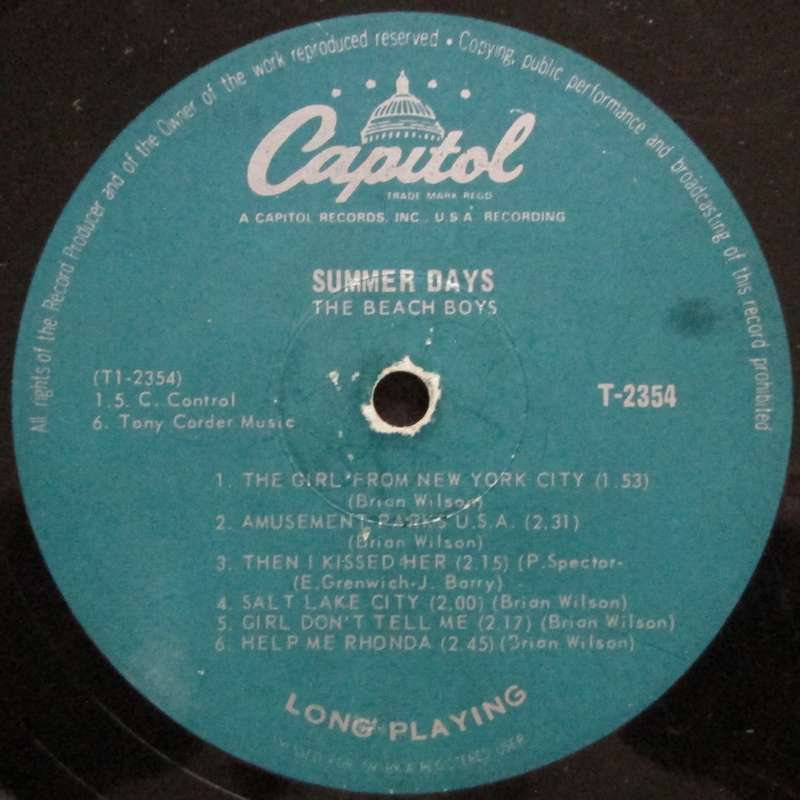 All rights of the Record Producer and of the Owner of the work reproduced reserved • Copying, public performance and broadcasting of this record prohibited
Capitol
TRADE MARK REGD
A CAPITOL RECORDS, INC., U.S.A. RECORDING
SUMMER DAYS
THE BEACH BOYS
(T1-2354)
1.5. C. Control
6. Tony Corder Music
T-2354
1. THE GIRL FROM NEW YORK CITY (1.53)
(Brian Wilson)
2. AMUSEMENT PARKS U.S.A. (2.31)
(Brian Wilson)
3. THEN I KISSED HER (2.15) (P.Spector-
(E.Grenwich-J. Barry)
4. SALT LAKE CITY (2.00) (Brian Wilson)
5. GIRL DON'T TELL ME (2.17) (Brian Wilson)
6. HELP ME RHONDA (2.45) (Brian Wilson)
LONG PLAYING
REGISTERED USER